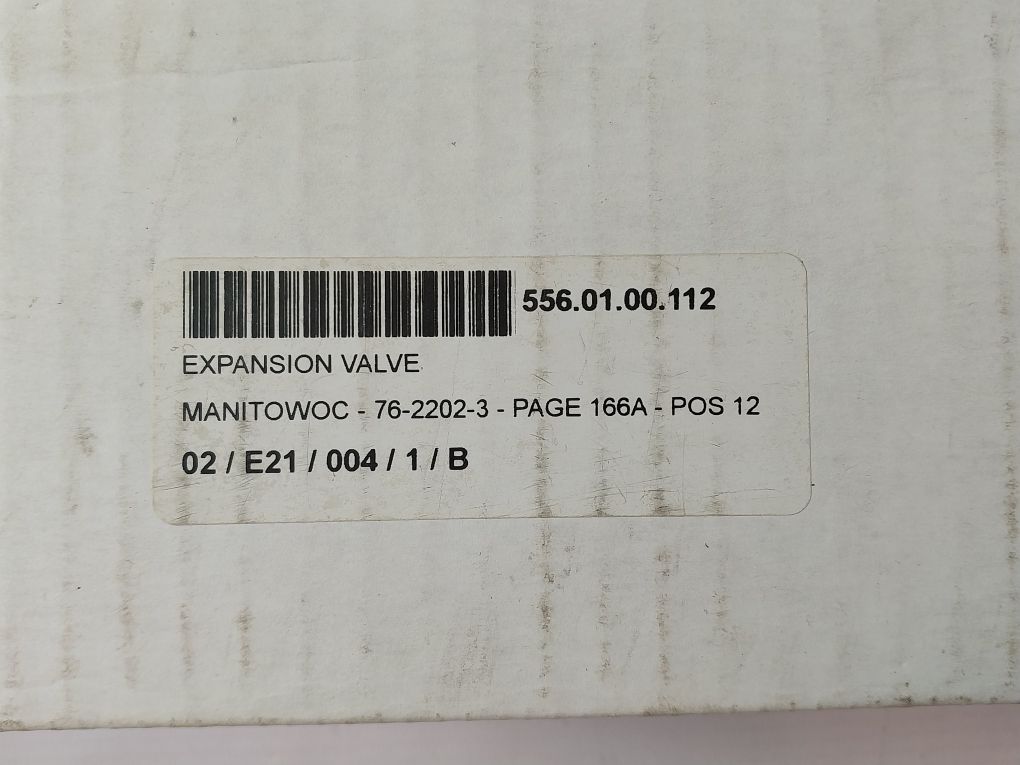 556.01.00.112
EXPANSION VALVE
MANITOWOC - 76-2202-3 - PAGE 166A - POS 12
02 / E21 / 004 / 1 / B